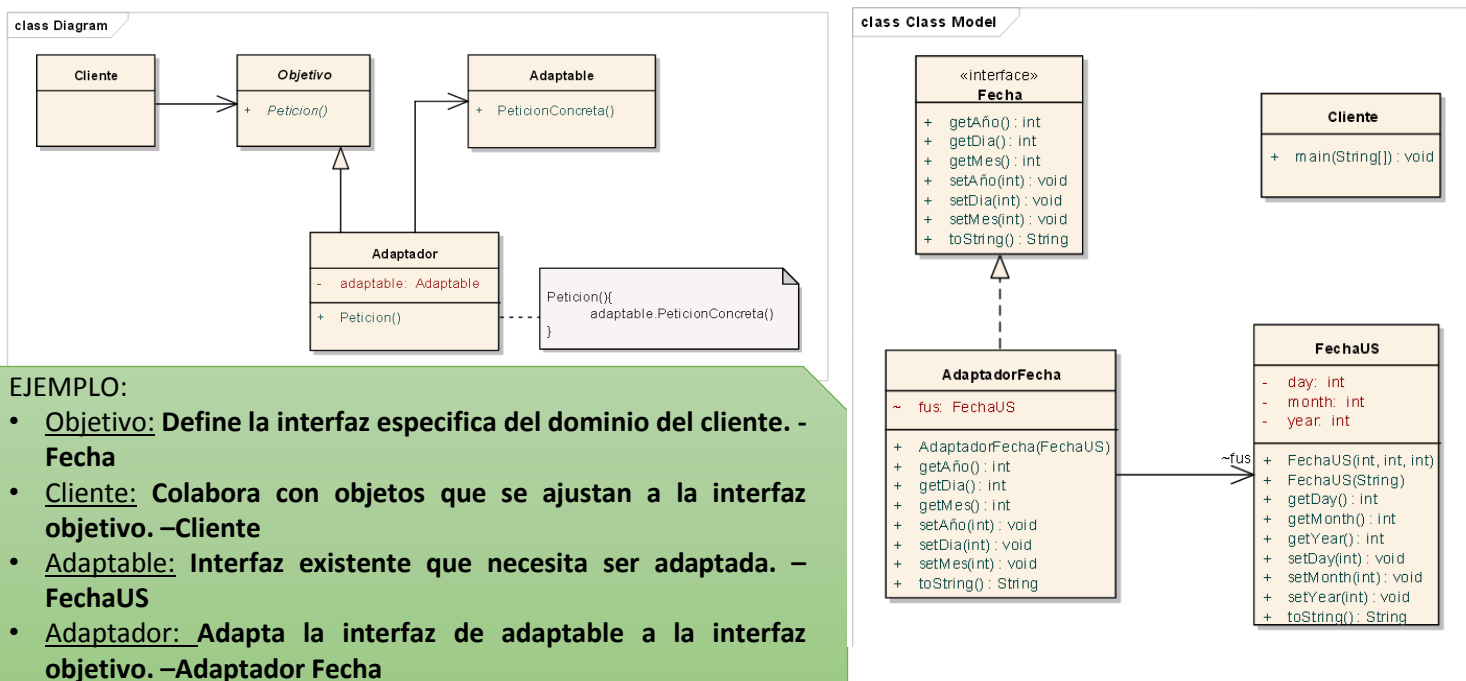 class Diagram
Cliente
Objetivo
+ Peticion()
Adaptable
+ PeticionConcreta()
Adaptador
- adaptable: Adaptable
+ Peticion()
Peticion(){
adaptable.PeticionConcreta()
}
EJEMPLO:
• Objetivo: Define la interfaz especifica del dominio del cliente. -
Fecha
• Cliente: Colabora con objetos que se ajustan a la interfaz
objetivo. –Cliente
• Adaptable: Interfaz existente que necesita ser adaptada. –
FechaUS
• Adaptador: Adapta la interfaz de adaptable a la interfaz
objetivo. –Adaptador Fecha
class Class Model
«interface»
Fecha
+ getAño() : int
+ getDia() : int
+ getMes() : int
+ setAño(int) : void
+ setDia(int) : void
+ setMes(int) : void
+ toString() : String
Cliente
+ main(String[]) : void
AdaptadorFecha
~ fus: FechaUS
+ AdaptadorFecha(FechaUS)
+ getAño() : int
+ getDia() : int
+ getMes() : int
+ setAño(int) : void
+ setDia(int) : void
+ setMes(int) : void
+ toString() : String
~fus
FechaUS
- day: int
- month: int
- year: int
+ FechaUS(int, int, int)
+ FechaUS(String)
+ getDay() : int
+ getMonth() : int
+ getYear() : int
+ setDay(int) : void
+ setMonth(int) : void
+ setYear(int) : void
+ toString() : String